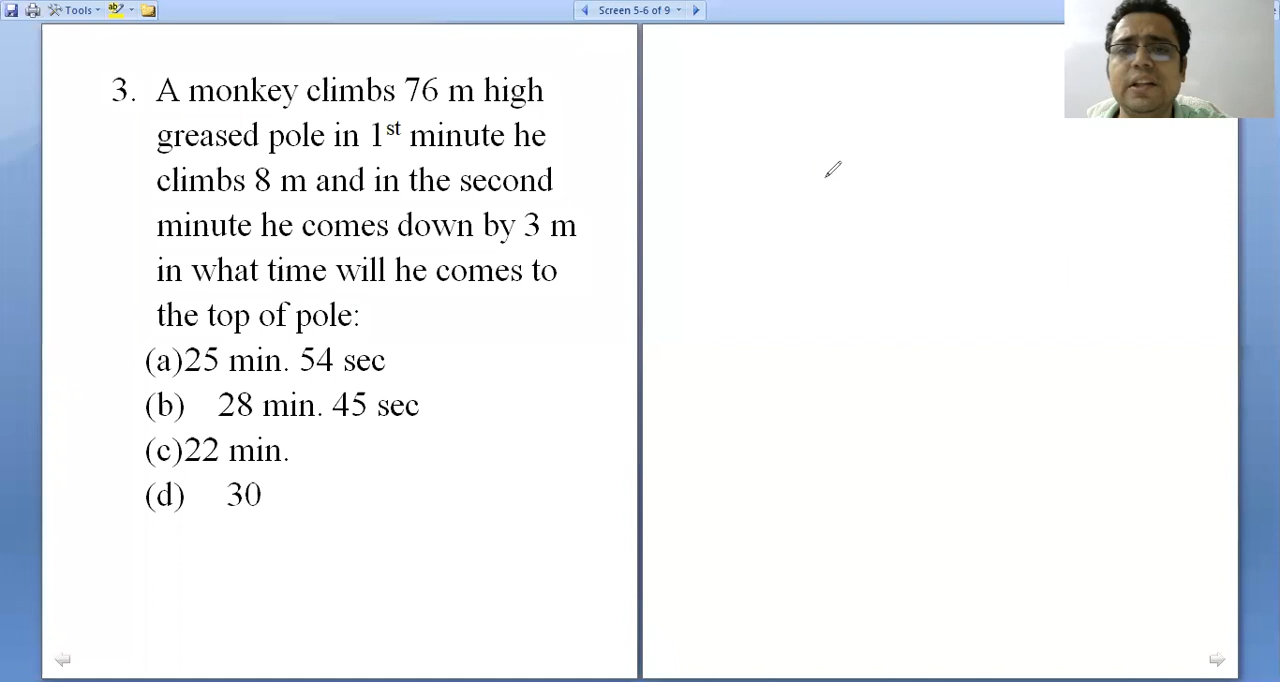 Tools
Screen 5-6 of 9
3. A monkey climbs 76 m high
greased pole in 1st minute he
climbs 8 m and in the second
minute he comes down by 3 m
in what time will he comes to
the top of pole:
(a)25 min. 54 sec
(b) 28 min. 45 sec
(c)22 min.
(d) 30